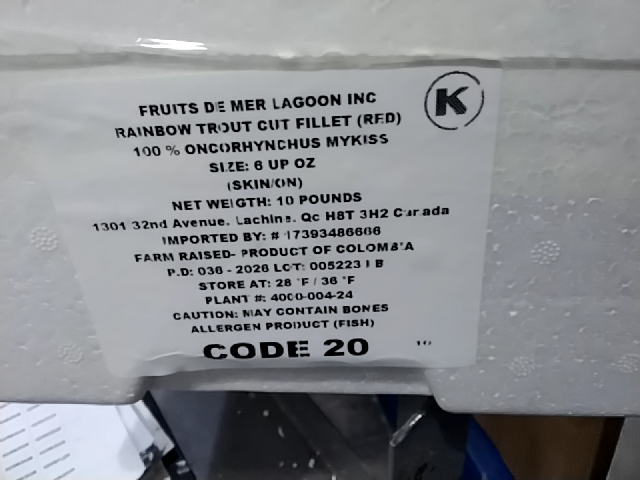 FRUITS DE MER LAGOON INC
K
RAINBOW TROUT CUT FILLET (RED)
100 % ONCORHYNCHUS MYKISS
SIZE: 6 UP OZ
(SKIN/ON)
NET WEIGTH: 10 POUNDS
1301 32nd Avenue. Lachine. Qc H8T 3H2 Canada
IMPORTED BY: # 17393486606
FARM RAISED- PRODUCT OF COLOMBIA
P.D: 036 - 2026 LOT: 005223 I B
STORE AT: 28 °F / 36 °F
PLANT #: 4000-004-24
CAUTION: MAY CONTAIN BONES
ALLERGEN PRODUCT (FISH)
CODE 20